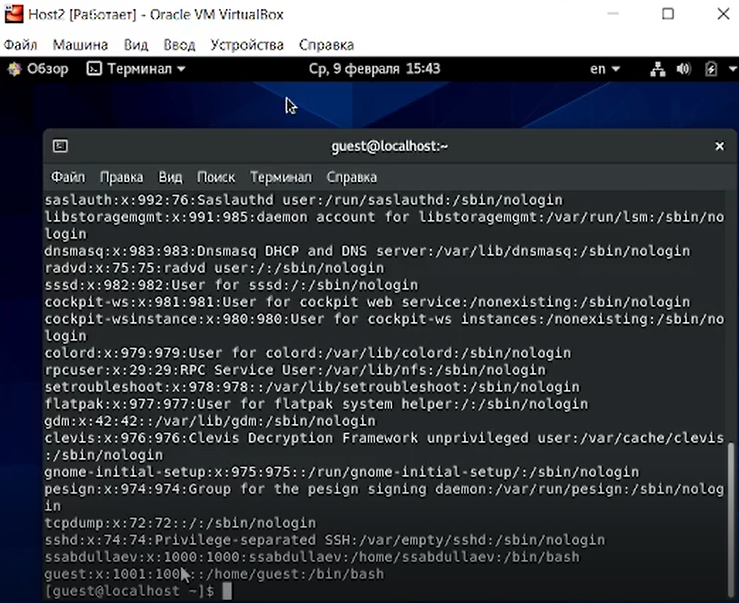 Host2 [Работает] - Oracle VM VirtualBox
Файл Машина Вид Ввод Устройства Справка
Обзор Терминал Ср, 9 февраля 15:43 en
guest@localhost:~
Файл Правка Вид Поиск Терминал Справка
saslauth:x:992:76:Saslauthd user:/run/saslauthd:/sbin/nologin
libstoragemgmt:x:991:985:daemon account for libstoragemgmt:/var/run/lsm:/sbin/no
login
dnsmasq:x:983:983:Dnsmasq DHCP and DNS server:/var/lib/dnsmasq:/sbin/nologin
radvd:x:75:75:radvd user:/:/sbin/nologin
sssd:x:982:982:User for sssd:/:/sbin/nologin
cockpit-ws:x:981:981:User for cockpit web service:/nonexisting:/sbin/nologin
cockpit-wsinstance:x:980:980:User for cockpit-ws instances:/nonexisting:/sbin/no
login
colord:x:979:979:User for colord:/var/lib/colord:/sbin/nologin
rpcuser:x:29:29:RPC Service User:/var/lib/nfs:/sbin/nologin
setroubleshoot:x:978:978::/var/lib/setroubleshoot:/sbin/nologin
flatpak:x:977:977:User for flatpak system helper:/:/sbin/nologin
gdm:x:42:42::/var/lib/gdm:/sbin/nologin
clevis:x:976:976:Clevis Decryption Framework unprivileged user:/var/cache/clevis
:/sbin/nologin
gnome-initial-setup:x:975:975::/run/gnome-initial-setup/:/sbin/nologin
pesign:x:974:974:Group for the pesign signing daemon:/var/run/pesign:/sbin/nolog
in
tcpdump:x:72:72::/:/sbin/nologin
sshd:x:74:74:Privilege-separated SSH:/var/empty/sshd:/sbin/nologin
ssabdullaev:x:1000:1000:ssabdullaev:/home/ssabdullaev:/bin/bash
guest:x:1001:100::/home/guest:/bin/bash
[guest@localhost ~]$